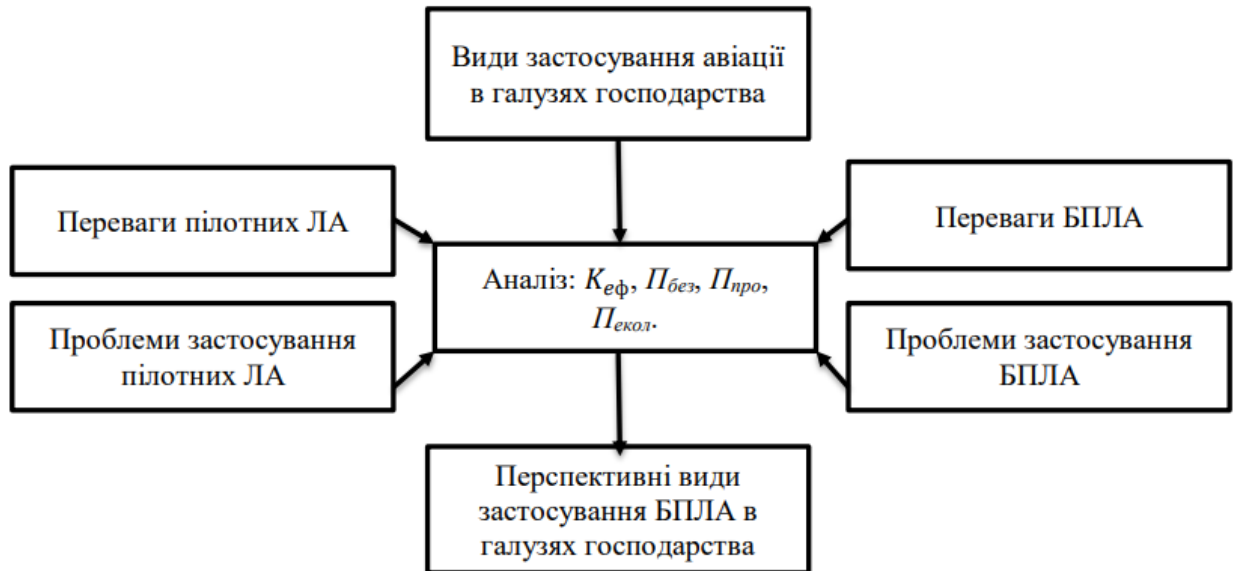 Види застосування авіації
в галузях господарства
Переваги пілотних ЛА
Переваги БПЛА
Аналіз: Kеф, Пбез, Ппро,
Пекол.
Проблеми застосування
пілотних ЛА
Проблеми застосування
БПЛА
Перспективні види
застосування БПЛА в
галузях господарства